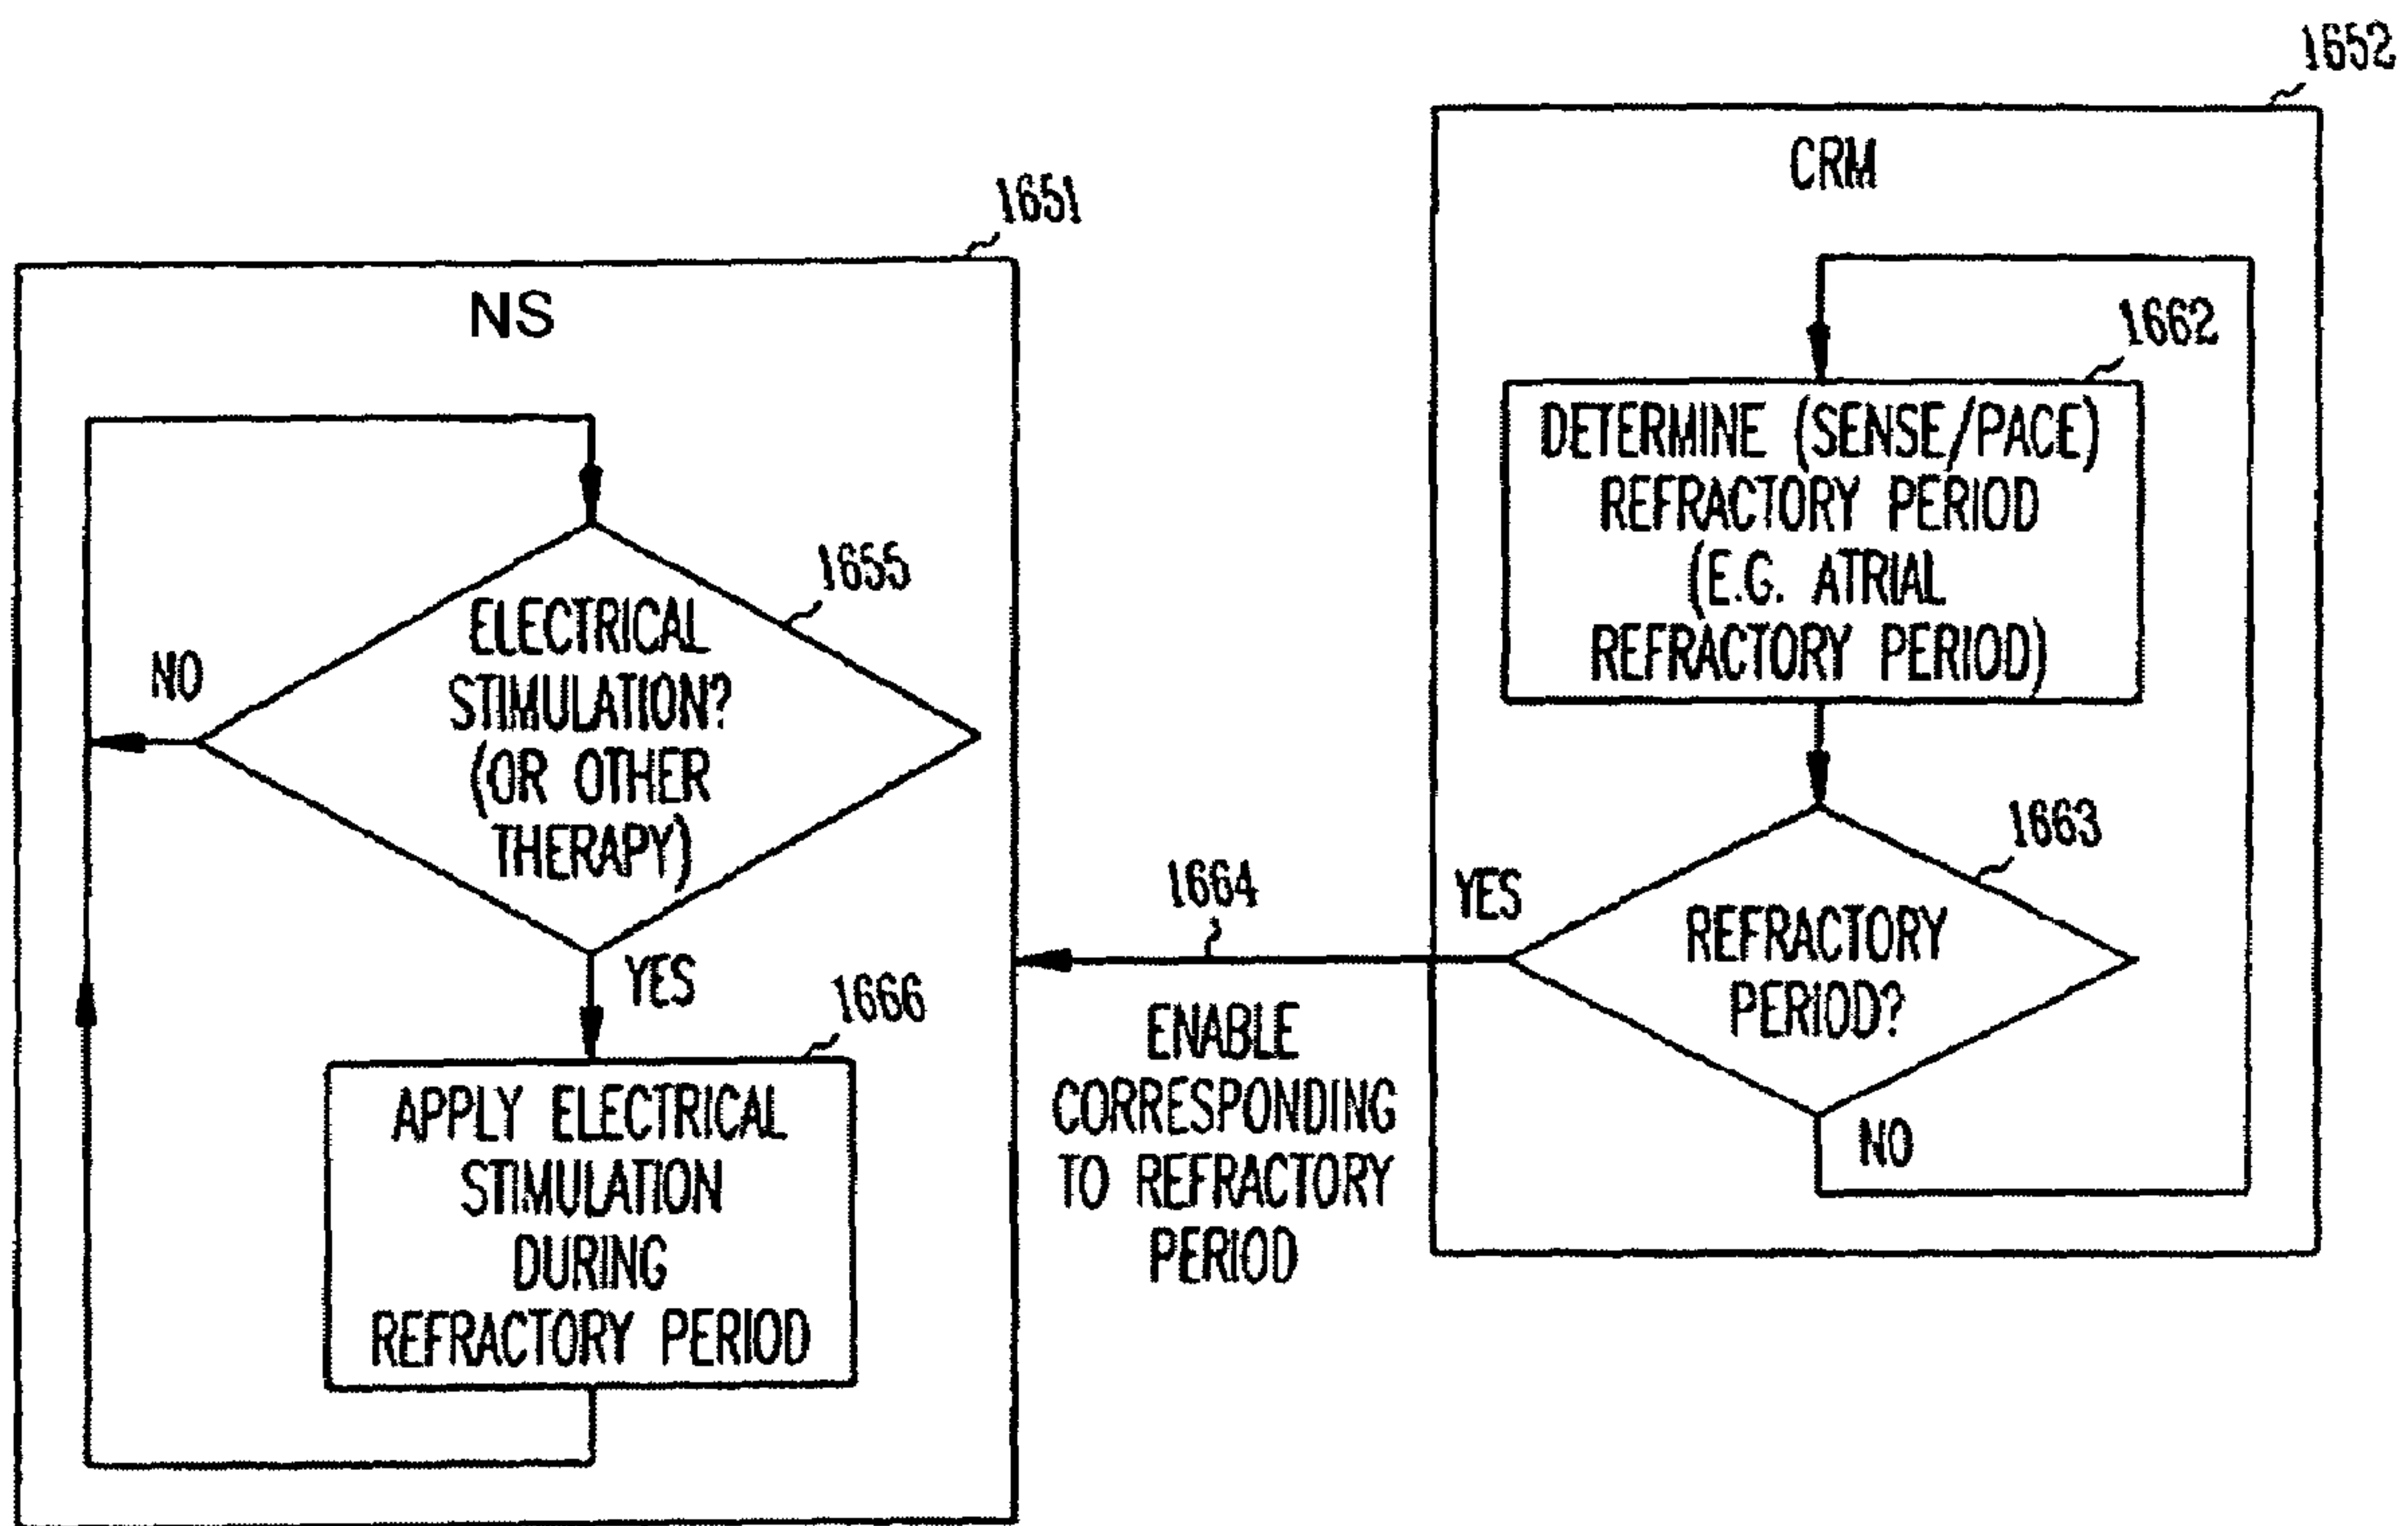 1652
CRM
1651
NS
1662
DETERMINE (SENSE/PACE)
REFRACTORY PERIOD
(E.G. ATRIAL
REFRACTORY PERIOD)
1655
ELECTRICAL
STIMULATION?
(OR OTHER
THERAPY)
NO
YES
1663
REFRACTORY
PERIOD?
YES
NO
1664
ENABLE
CORRESPONDING
TO REFRACTORY
PERIOD
1666
APPLY ELECTRICAL
STIMULATION
DURING
REFRACTORY PERIOD